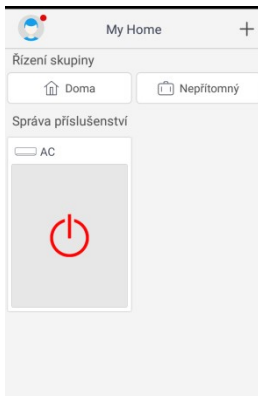 My Home
Řízení skupiny
Doma
Nepřítomný
Správa příslušenství
AC